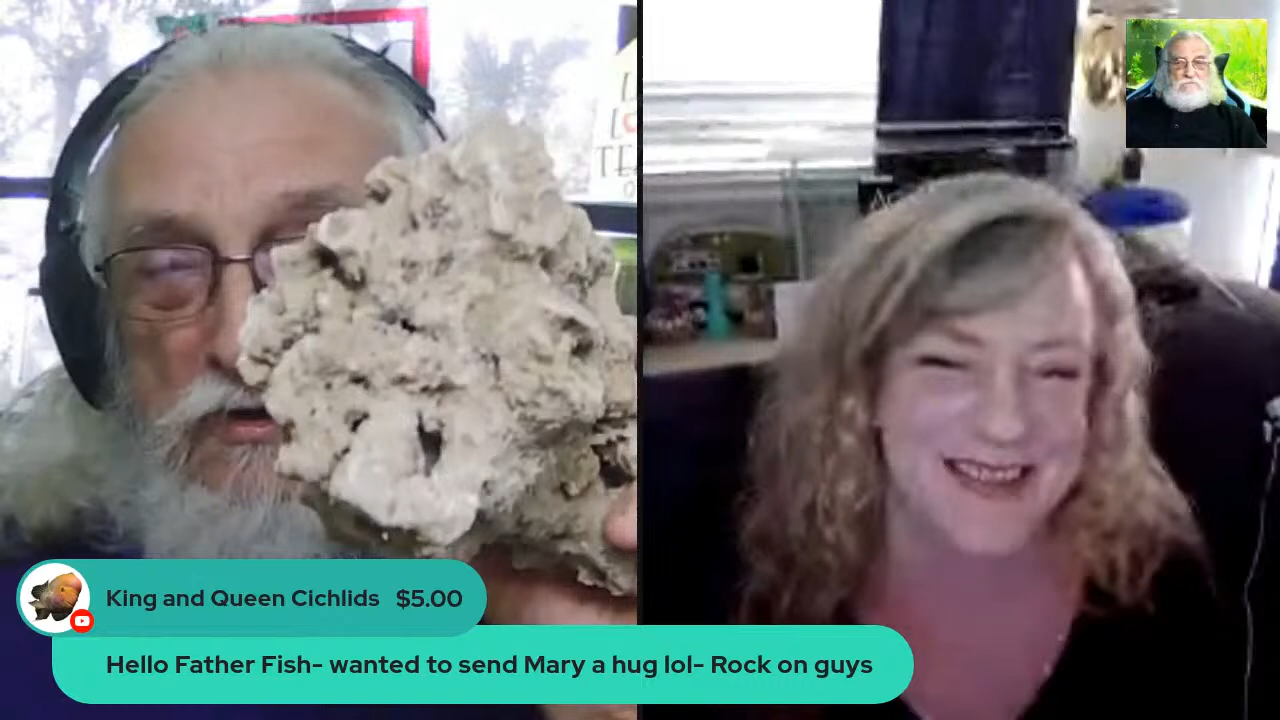 King and Queen Cichlids $5.00
Hello Father Fish- wanted to send Mary a hug lol- Rock on guys